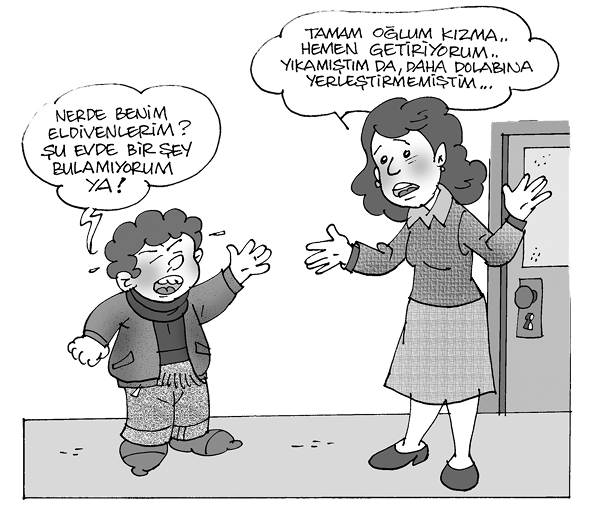 NERDE BENİM
ELDİVENLERİM?
ŞU EVDE BİR ŞEY
BULAMIYORUM
YA!
TAMAM OĞLUM KIZMA..
HEMEN GETİRİYORUM..
YIKAMIŞTIM DA, DAHA DOLABINA
YERLEŞTİRMEMİŞTİM...